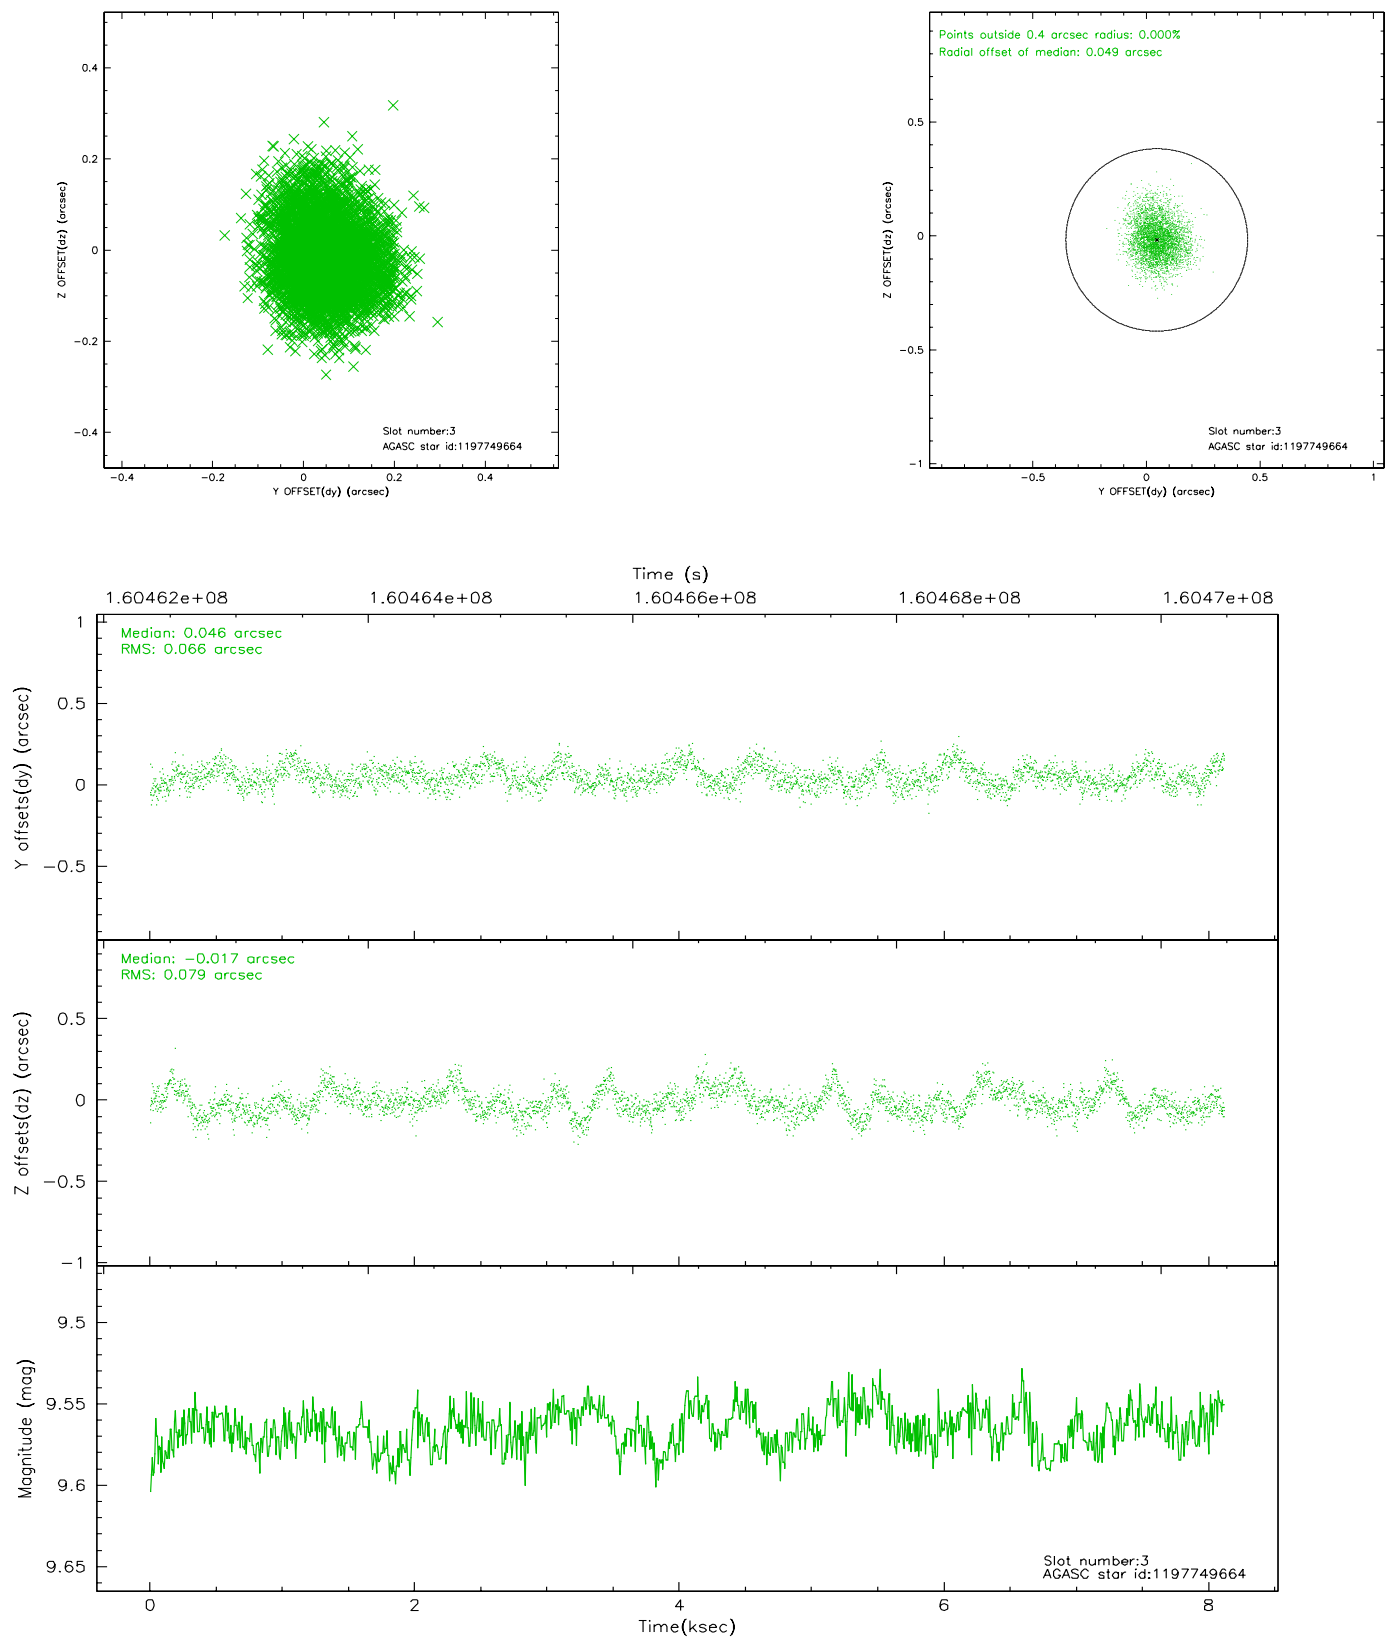 0.4
0.2
0
−0.2
−0.4
Z OFFSET(dz) (arcsec)
Slot number:3
AGASC star id:1197749664
−0.4
−0.2
0
0.2
0.4
Y OFFSET(dy) (arcsec)
Points outside 0.4 arcsec radius: 0.000%
Radial offset of median: 0.049 arcsec
0.5
0
−0.5
−1
Z OFFSET(dz) (arcsec)
Slot number:3
AGASC star id:1197749664
−0.5
0
0.5
1
Y OFFSET(dy) (arcsec)
Time (s)
1.60462e+08
1.60464e+08
1.60466e+08
1.60468e+08
1.6047e+08
Median: 0.046 arcsec
RMS: 0.066 arcsec
1
0.5
0
−0.5
Y offsets(dy) (arcsec)
Median: −0.017 arcsec
RMS: 0.079 arcsec
0.5
0
−0.5
−1
Z offsets(dz) (arcsec)
9.5
9.55
9.6
9.65
Magnitude (mag)
Slot number:3
AGASC star id:1197749664
0
2
4
6
8
Time(ksec)